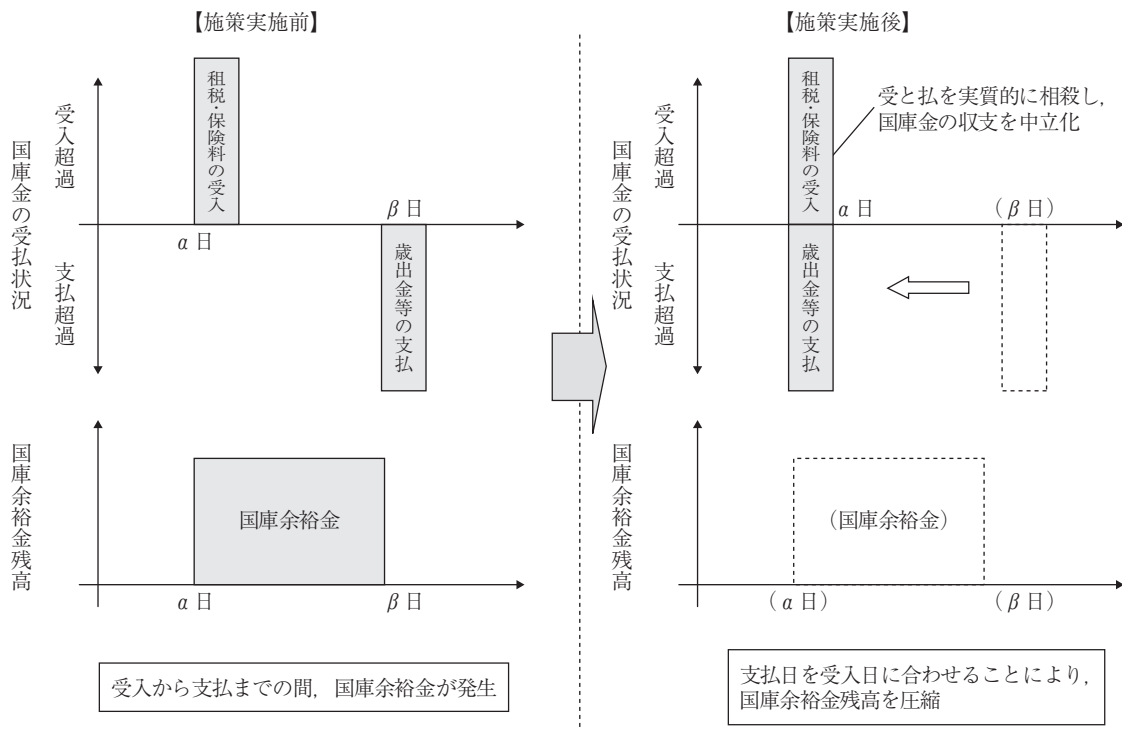 【施策実施前】
国庫金の受払状況
受入超過
支払超過
租税・保険料の受入
α日
β日
歳出金等の支払
国庫余裕金残高
国庫余裕金
α日
β日
受入から支払までの間，国庫余裕金が発生
【施策実施後】
国庫金の受払状況
受入超過
支払超過
租税・保険料の受入
受と払を実質的に相殺し，
国庫金の収支を中立化
α日
（β日）
歳出金等の支払
国庫余裕金残高
（国庫余裕金）
（α日）
（β日）
支払日を受入日に合わせることにより，
国庫余裕金残高を圧縮